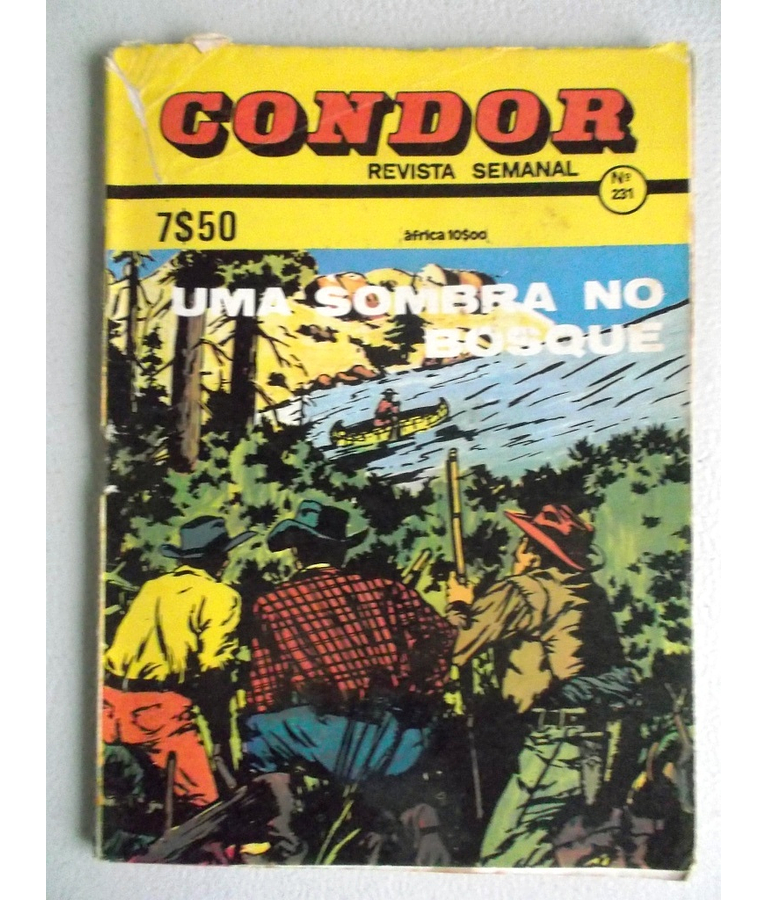 CONDOR
REVISTA SEMANAL
Nº
231
7$50
áfrica 10$00
UMA SOMBRA NO
BOSQUE